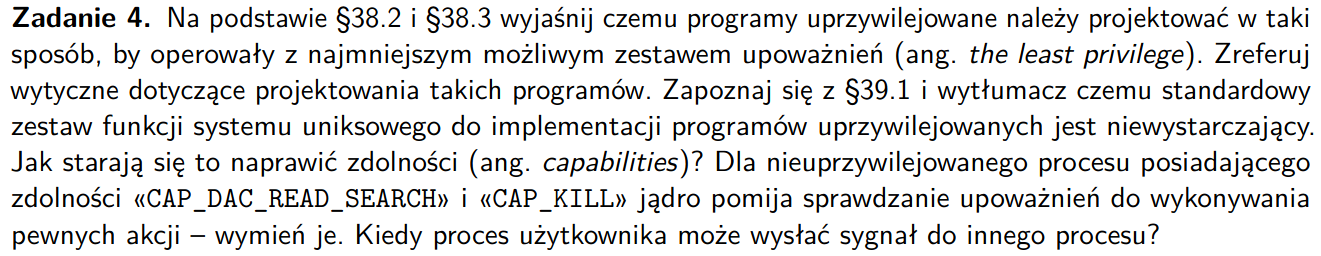 Zadanie 4. Na podstawie §38.2 i §38.3 wyjaśnij czemu programy uprzywilejowane należy projektować w taki
sposób, by operowały z najmniejszym możliwym zestawem upoważnień (ang. the least privilege). Zreferuj
wytyczne dotyczące projektowania takich programów. Zapoznaj się z §39.1 i wytłumacz czemu standardowy
zestaw funkcji systemu uniksowego do implementacji programów uprzywilejowanych jest niewystarczający.
Jak starają się to naprawić zdolności (ang. capabilities)? Dla nieuprzywilejowanego procesu posiadającego
zdolności «CAP_DAC_READ_SEARCH» i «CAP_KILL» jądro pomija sprawdzanie upoważnień do wykonywania
pewnych akcji – wymień je. Kiedy proces użytkownika może wysłać sygnał do innego procesu?